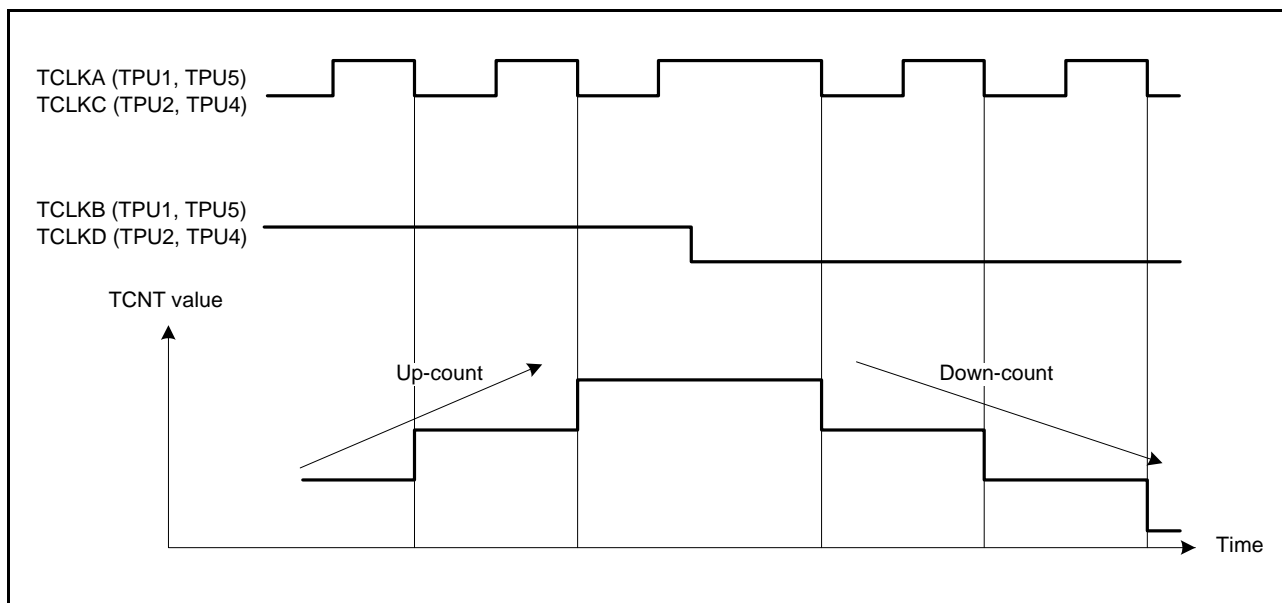 TCLKA (TPU1, TPU5)
TCLKC (TPU2, TPU4)
TCLKB (TPU1, TPU5)
TCLKD (TPU2, TPU4)
TCNT value
Up-count
Down-count
Time